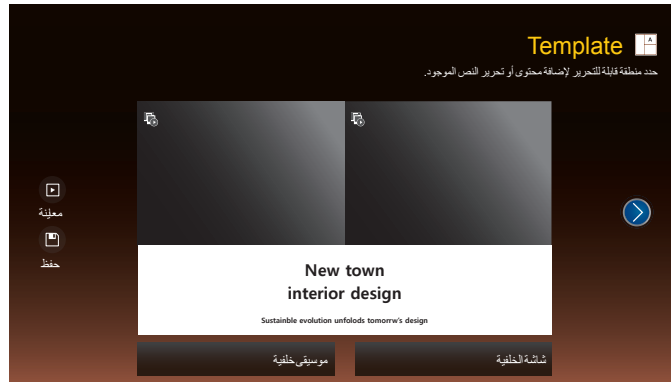 Template
حدد منطقة قابلة للتحرير لإضافة محتوى أو تحرير النص الموجود.
معاينة
حفظ
New town
interior design
Sustainble evolution unfolods tomorrw's design
شاشة الخلفية
موسيقى خلفية